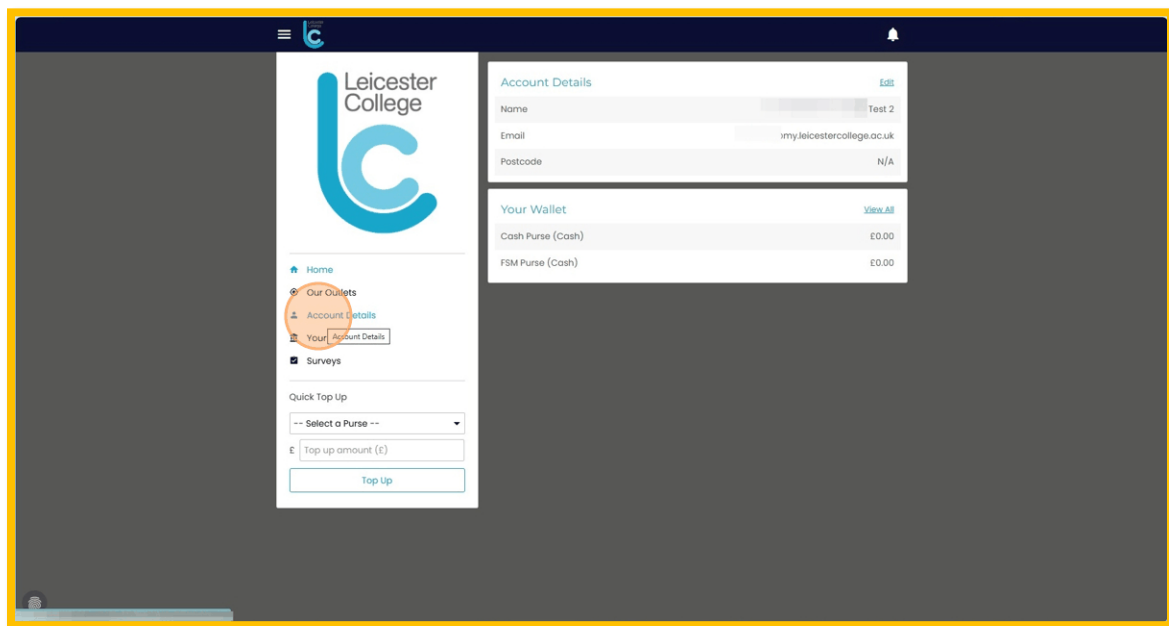 Leicester
College
Leicester
College
Home
Our Outlets
Account Details
Your
Account Details
Surveys
Quick Top Up
-- Select a Purse --
£ Top up amount (£)
Top Up
Account Details Edit
Name Test 2
Email my.leicestercollege.ac.uk
Postcode N/A
Your Wallet View All
Cash Purse (Cash) £0.00
FSM Purse (Cash) £0.00